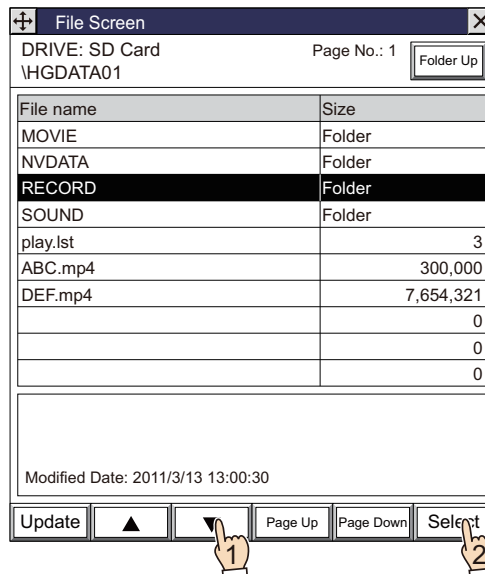 File Screen
DRIVE: SD Card Page No.: 1 Folder Up
\HGDATA01
File name Size
MOVIE Folder
NVDATA Folder
RECORD Folder
SOUND Folder
play.lst 3
ABC.mp4 300,000
DEF.mp4 7,654,321
0
0
0
Modified Date: 2011/3/13 13:00:30
Update ▲ ▼ Page Up Page Down Select
1 2